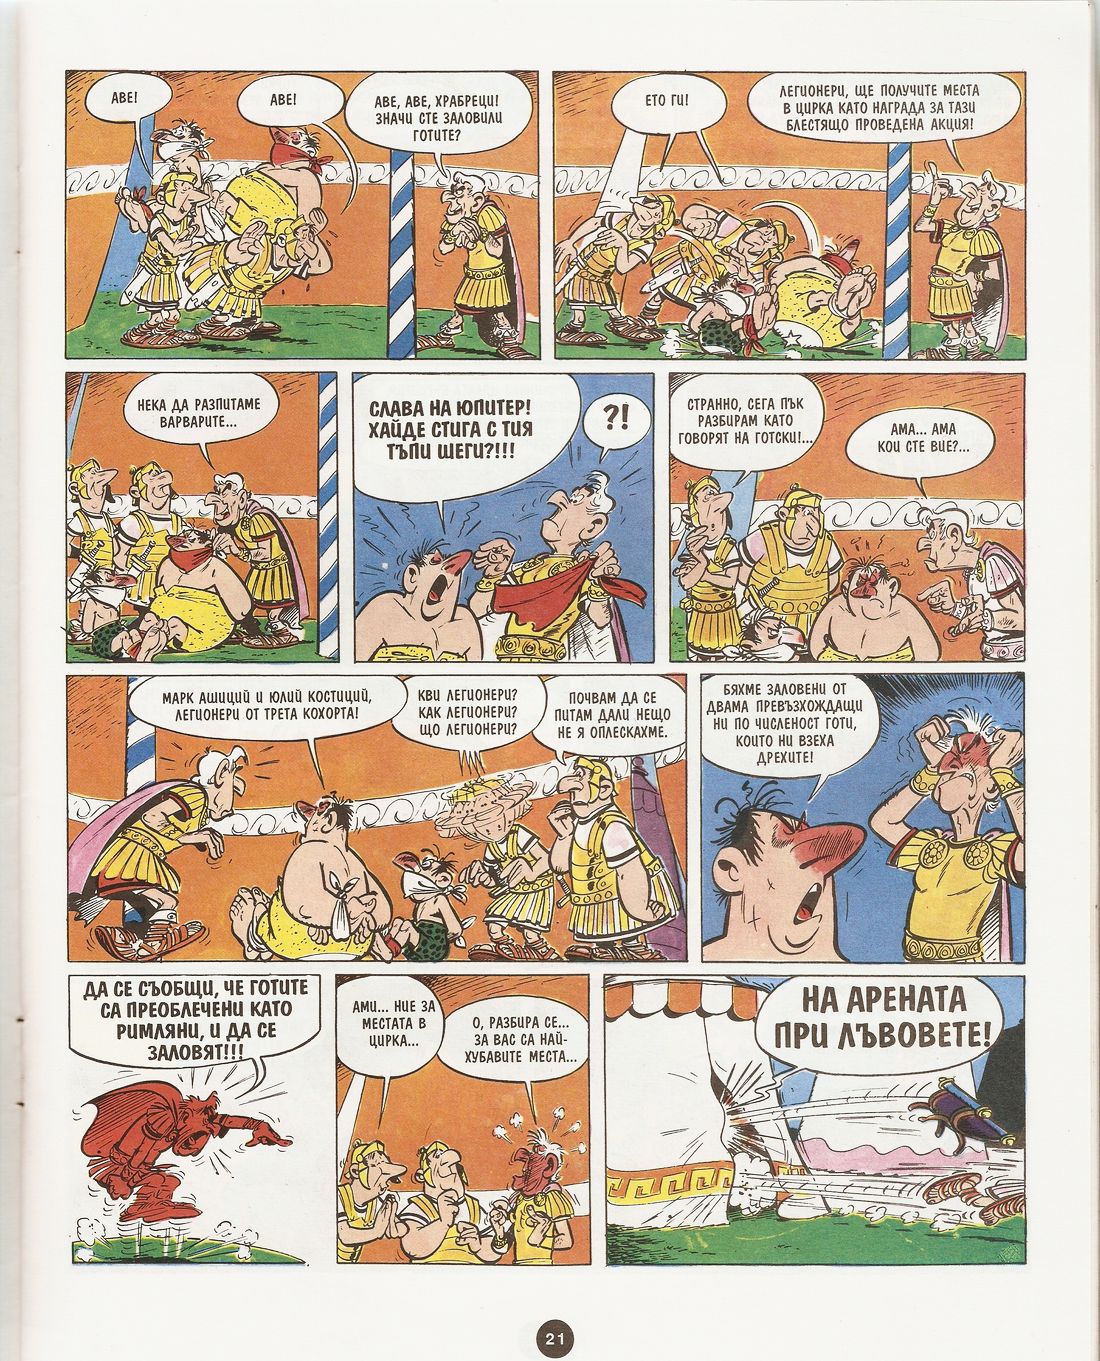 АВЕ!
АВЕ!
АВЕ, АВЕ, ХРАБРЕЦИ!
ЗНАЧИ СТЕ ЗАЛОВИЛИ
ГОТИТЕ?
ЕТО ГИ!
ЛЕГИОНЕРИ, ЩЕ ПОЛУЧИТЕ МЕСТА
В ЦИРКА КАТО НАГРАДА ЗА ТАЗИ
БЛЕСТЯЩО ПРОВЕДЕНА АКЦИЯ!
НЕКА ДА РАЗПИТАМЕ
ВАРВАРИТЕ...
СЛАВА НА ЮПИТЕР!
ХАЙДЕ СТИГА С ТИЯ
ТЪПИ ШЕГИ?!!!
?!
СТРАННО, СЕГА ПЪК
РАЗБИРАМ КАТО
ГОВОРЯТ НА ГОТСКИ!...
АМА... АМА
КОИ СТЕ ВИЕ?...
МАРК АШИЦИЙ И ЮЛИЙ КОСТИЦИЙ,
ЛЕГИОНЕРИ ОТ ТРЕТА КОХОРТА!
КВИ ЛЕГИОНЕРИ?
КАК ЛЕГИОНЕРИ?
ЩО ЛЕГИОНЕРИ?
ПОЧВАМ ДА СЕ
ПИТАМ ДАЛИ НЕЩО
НЕ Я ОПЛЕСКАХМЕ.
БЯХМЕ ЗАЛОВЕНИ ОТ
ДВАМА ПРЕВЪЗХОЖДАЩИ
НИ ПО ЧИСЛЕНОСТ ГОТИ,
КОИТО НИ ВЗЕХА
ДРЕХИТЕ!
ДА СЕ СЪОБЩИ, ЧЕ ГОТИТЕ
СА ПРЕОБЛЕЧЕНИ КАТО
РИМЛЯНИ, И ДА СЕ
ЗАЛОВЯТ!!!
АМИ... НИЕ ЗА
МЕСТАТА В
ЦИРКА...
О, РАЗБИРА СЕ...
ЗА ВАС СА НАЙ-
ХУБАВИТЕ МЕСТА...
НА АРЕНАТА
ПРИ ЛЪВОВЕТЕ!
21